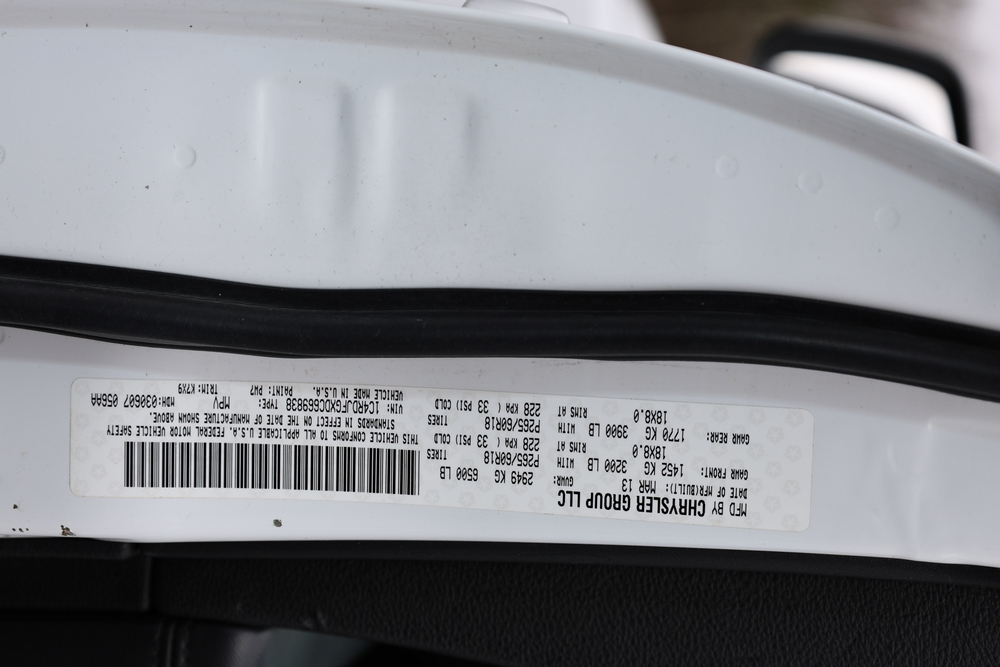 MFD BY CHRYSLER GROUP LLC
DATE OF MFR(BUILT): MAR 13 GVWR: 2949 KG 6500 LB
GAWR FRONT: 1452 KG 3200 LB WITH P265/60R18 TIRES
18X8.0 RIMS AT 228 KPA ( 33 PSI) COLD
GAWR REAR: 1770 KG 3900 LB WITH P265/60R18 TIRES
18X8.0 RIMS AT 228 KPA ( 33 PSI) COLD
THIS VEHICLE CONFORMS TO ALL APPLICABLE U.S.A. FEDERAL MOTOR VEHICLE SAFETY
STANDARDS IN EFFECT ON THE DATE OF MANUFACTURE SHOWN ABOVE.
VIN: 1C4RDJFGXDC669838 TYPE: MPV MDH:030607 056AA
VEHICLE MADE IN U.S.A. PAINT: PW7 TRIM: K7X9